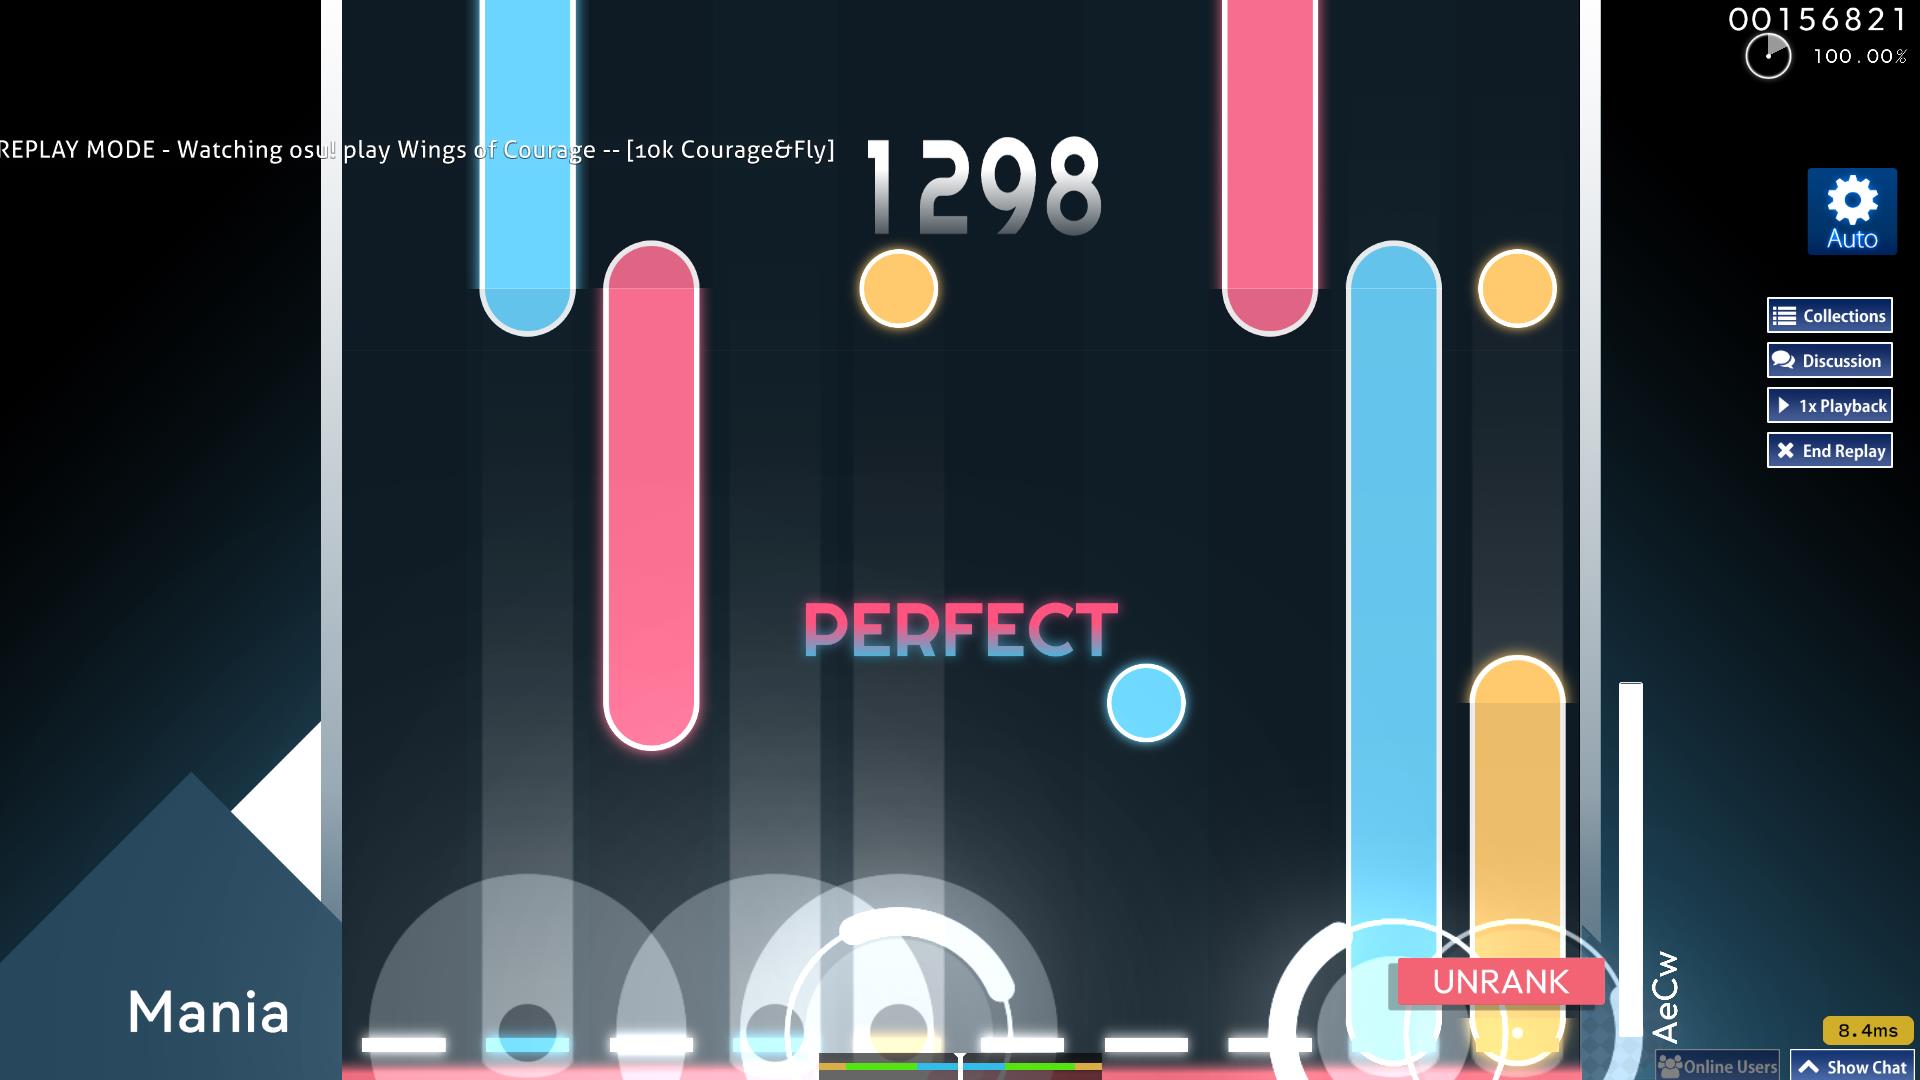 00156821
100.00%
REPLAY MODE - Watching osu! play Wings of Courage -- [10k Courage&Fly]
1298
Auto
Collections
Discussion
1x Playback
End Replay
PERFECT
UNRANK
Mania
AeCw
8.4ms
Online Users
Show Chat